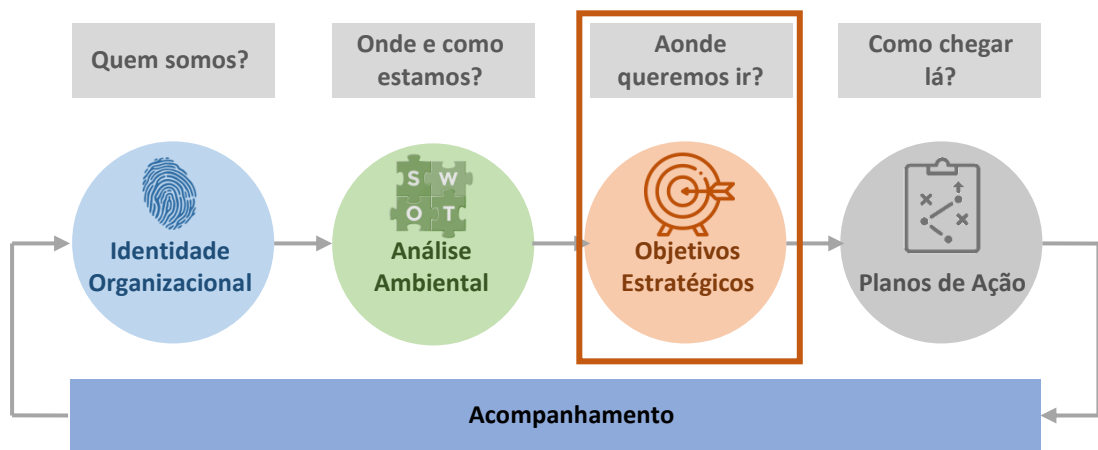 Quem somos?
Onde e como
estamos?
Aonde
queremos ir?
Como chegar
lá?
Identidade
Organizacional
S W
O T
Análise
Ambiental
Objetivos
Estratégicos
Planos de Ação
Acompanhamento